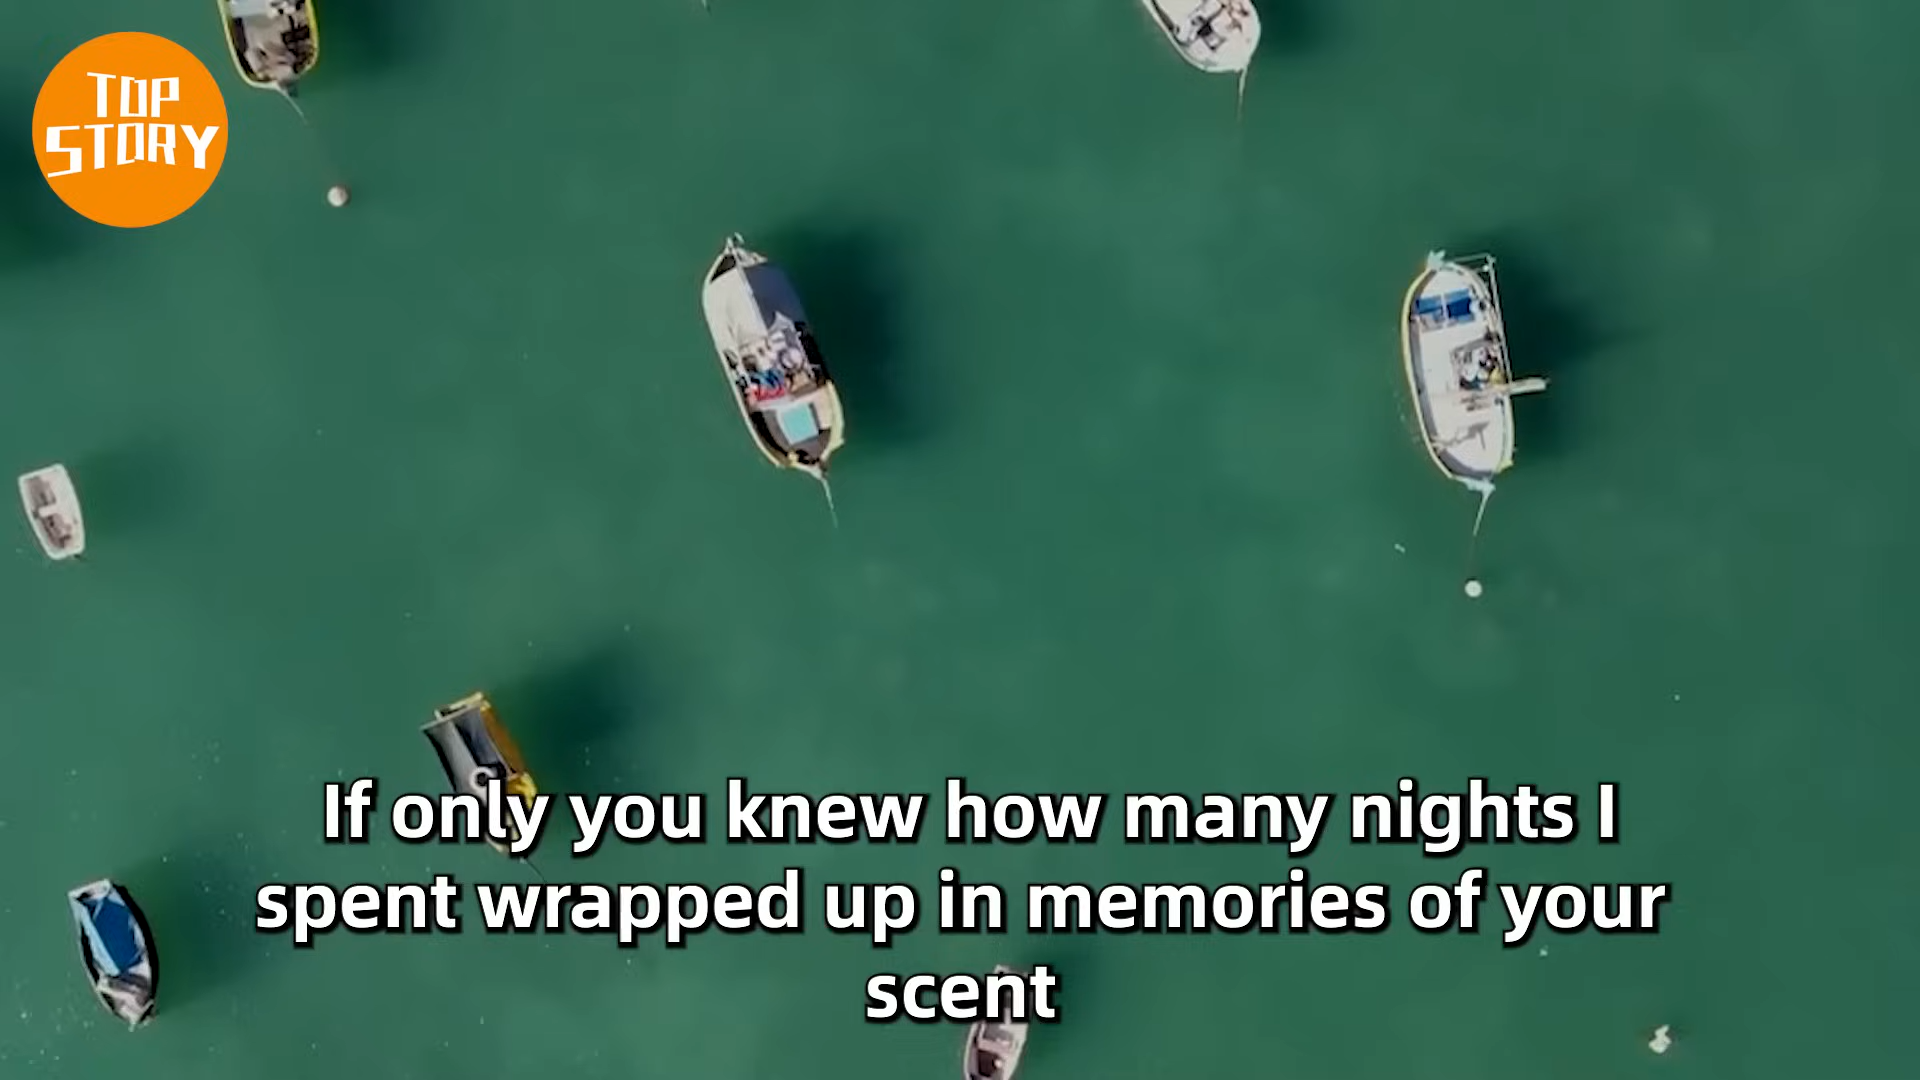 TOP
STORY
If only you knew how many nights I
spent wrapped up in memories of your
scent